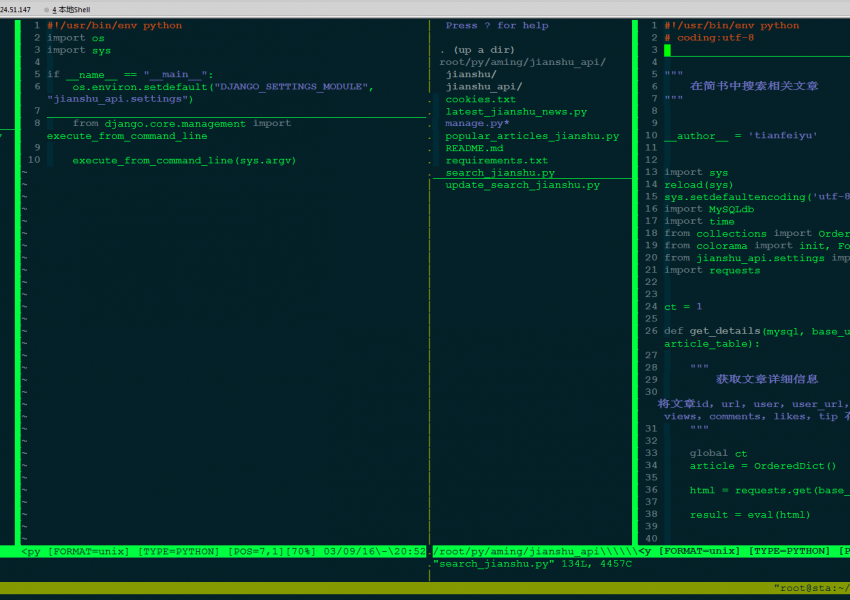 24.51.147
4 本地Shell
1 #!/usr/bin/env python
2 import os
3 import sys
4
5 if __name__ == "__main__":
6 os.environ.setdefault("DJANGO_SETTINGS_MODULE",
"jianshu_api.settings")
7
8 from django.core.management import
execute_from_command_line
9
10 execute_from_command_line(sys.argv)
<py [FORMAT=unix] [TYPE=PYTHON] [POS=7,1][70%] 03/09/16\-\20:52
Press ? for help
. (up a dir)
root/py/aming/jianshu_api/
jianshu/
jianshu_api/
cookies.txt
latest_jianshu_news.py
manage.py*
popular_articles_jianshu.py
README.md
requirements.txt
search_jianshu.py
update_search_jianshu.py
/root/py/aming/jianshu_api\\\\\\
"search_jianshu.py" 134L, 4457C
1 #!/usr/bin/env python
2 # coding:utf-8
3
4
5 """
6 在简书中搜索相关文章
7 """
8
9
10 __author__ = 'tianfeiyu'
11
12
13 import sys
14 reload(sys)
15 sys.setdefaultencoding('utf-8
16 import MySQLdb
17 import time
18 from collections import Order
19 from colorama import init, Fo
20 from jianshu_api.settings imp
21 import requests
22
23
24 ct = 1
25
26 def get_details(mysql, base_u
article_table):
27
28 """
29 获取文章详细信息
30
将文章id, url, user, user_url,
views, comments, likes, tip
31 """
32
33 global ct
34 article = OrderedDict()
35
36 html = requests.get(base_
37
38 result = eval(html)
39
40
<y [FORMAT=unix] [TYPE=PYTHON] [P
"root@sta:~/